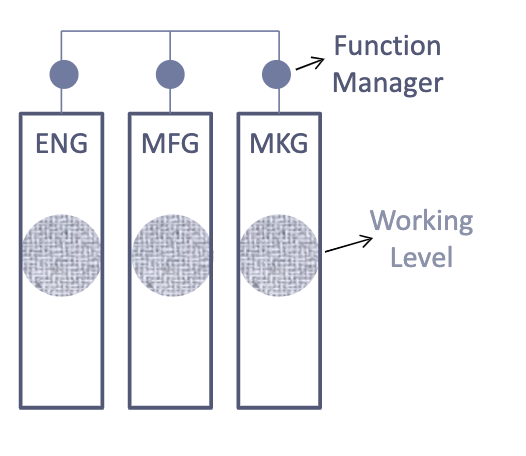 Function
Manager
ENG
MFG
MKG
Working
Level